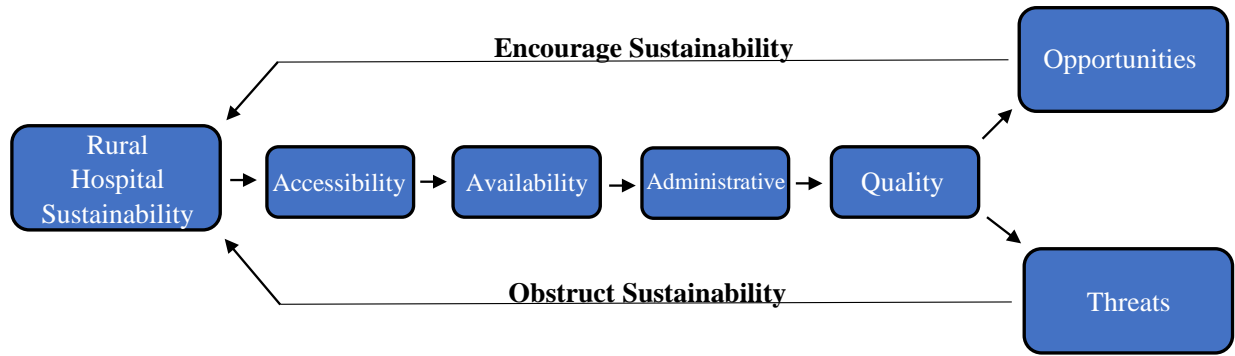 Encourage Sustainability
Opportunities
Rural
Hospital
Sustainability
Accessibility
Availability
Administrative
Quality
Obstruct Sustainability
Threats